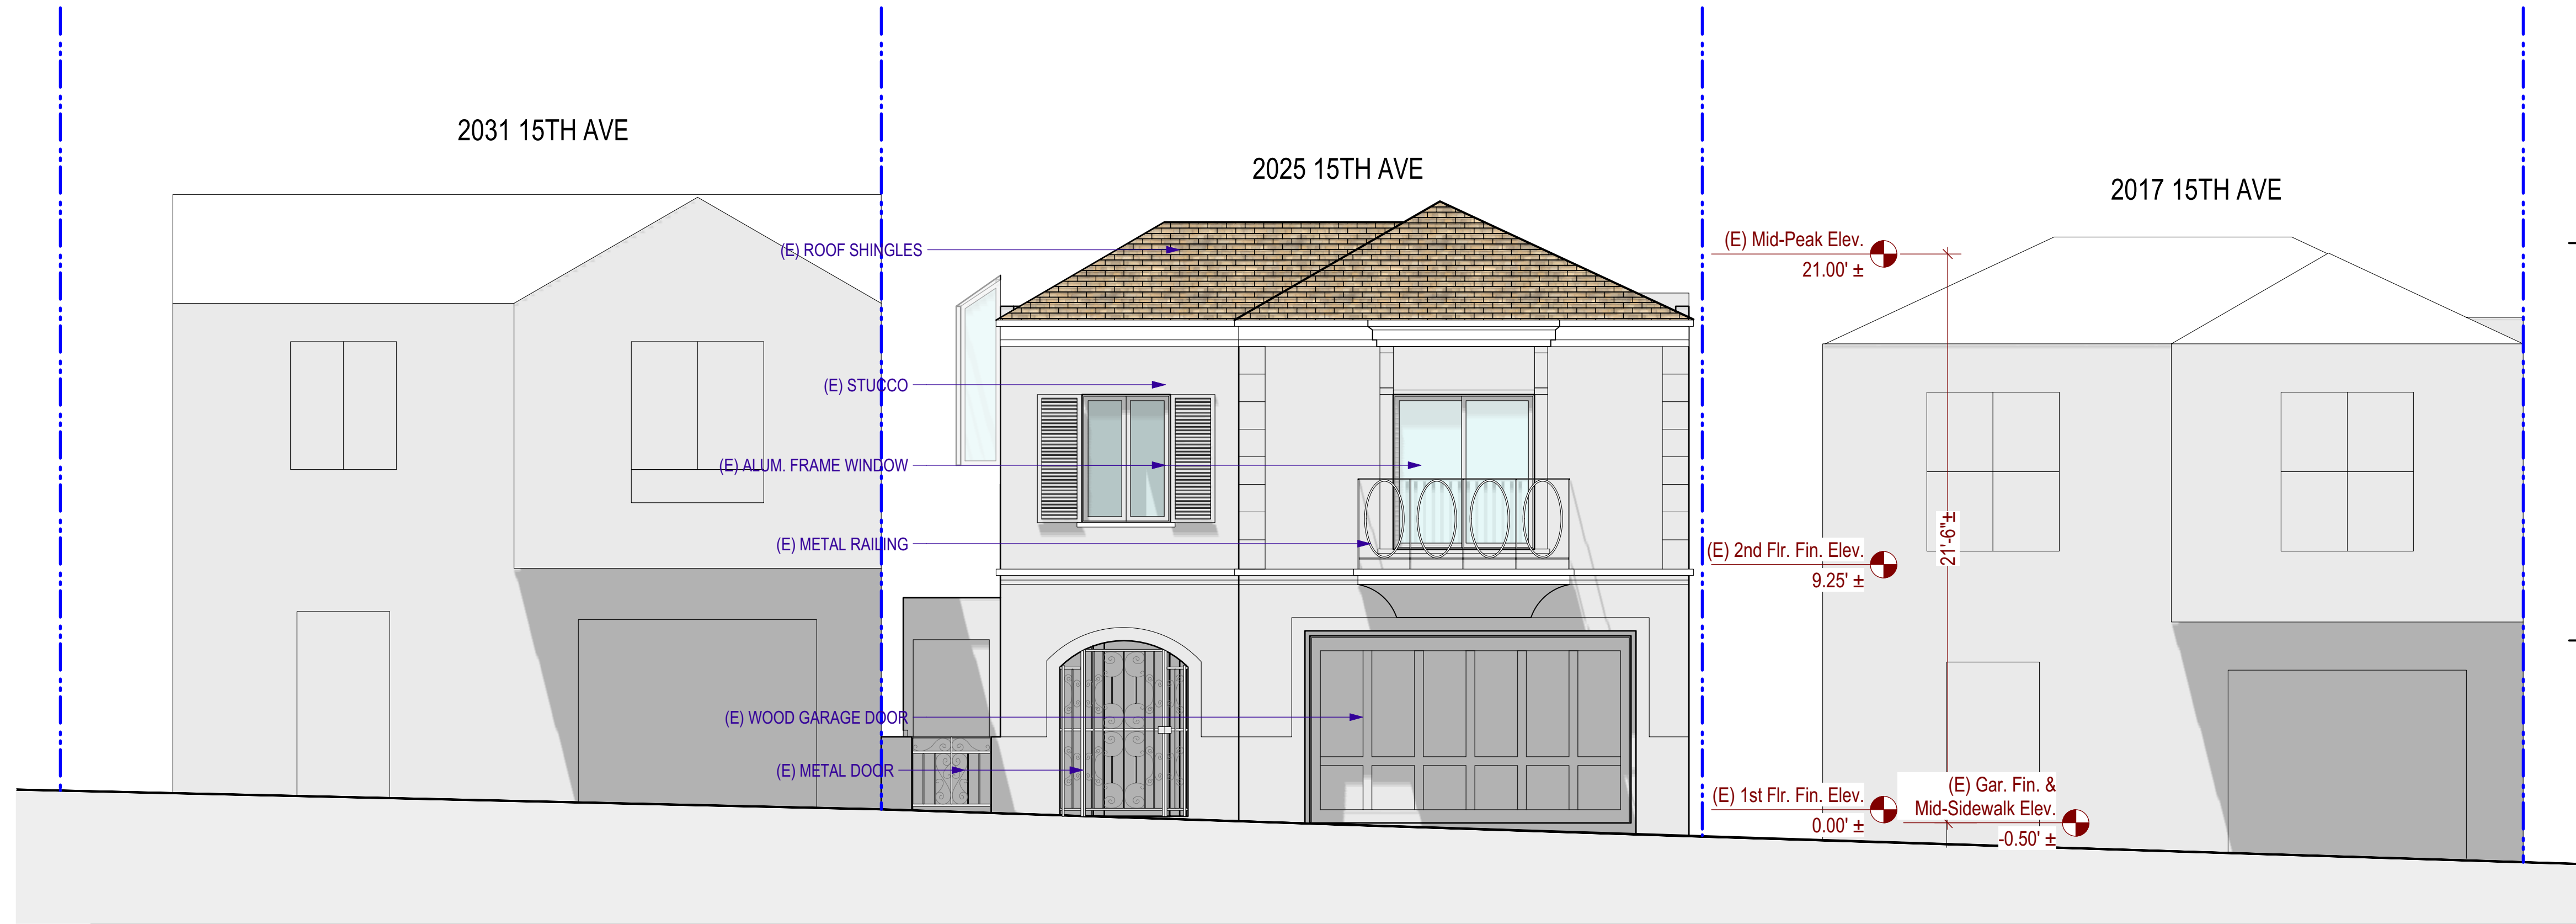 2031 15TH AVE
2025 15TH AVE
2017 15TH AVE
(E) ROOF SHINGLES
(E) STUCCO
(E) ALUM. FRAME WINDOW
(E) METAL RAILING
(E) WOOD GARAGE DOOR
(E) METAL DOOR
(E) Mid-Peak Elev.
21.00' ±
(E) 2nd Flr. Fin. Elev.
9.25' ±
21'-6"±
(E) 1st Flr. Fin. Elev.
0.00' ±
(E) Gar. Fin. &
Mid-Sidewalk Elev.
-0.50' ±